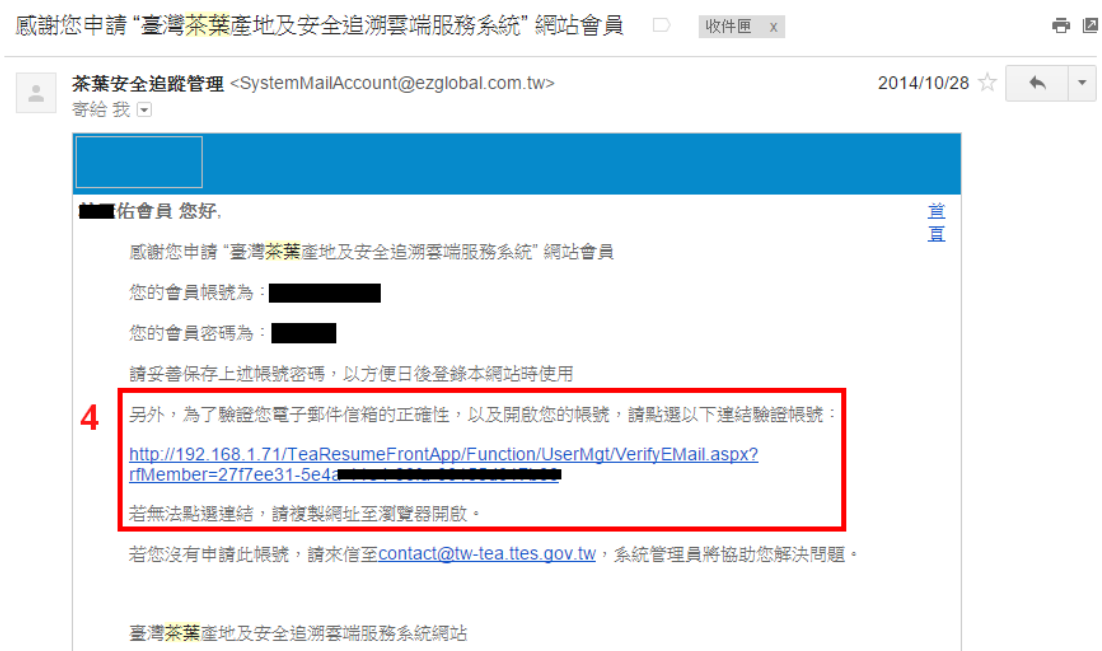 感謝您申請 “臺灣茶葉產地及安全追溯雲端服務系統” 網站會員 收件匣 x
茶葉安全追蹤管理 <SystemMailAccount@ezglobal.com.tw> 2014/10/28
寄給 我
佑會員 您好,
首頁
感謝您申請 “臺灣茶葉產地及安全追溯雲端服務系統” 網站會員
您的會員帳號為：
您的會員密碼為：
請妥善保存上述帳號密碼，以方便日後登錄本網站時使用
4
另外，為了驗證您電子郵件信箱的正確性，以及開啟您的帳號，請點選以下連結驗證帳號：
http://192.168.1.71/TeaResumeFrontApp/Function/UserMgt/VerifyEMail.aspx?
rfMember=27f7ee31-5e4a
若無法點選連結，請複製網址至瀏覽器開啟。
若您沒有申請此帳號，請來信至contact@tw-tea.ttes.gov.tw，系統管理員將協助您解決問題。
臺灣茶葉產地及安全追溯雲端服務系統網站